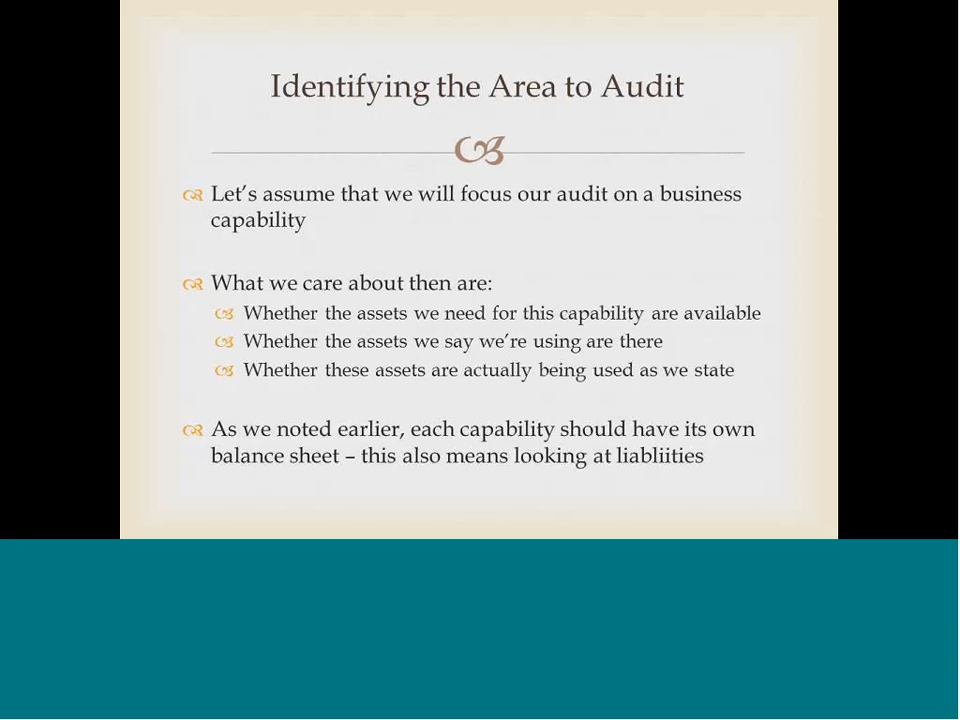 Identifying the Area to Audit
Let's assume that we will focus our audit on a business
capability
What we care about then are:
Whether the assets we need for this capability are available
Whether the assets we say we're using are there
Whether these assets are actually being used as we state
As we noted earlier, each capability should have its own
balance sheet – this also means looking at liabliities